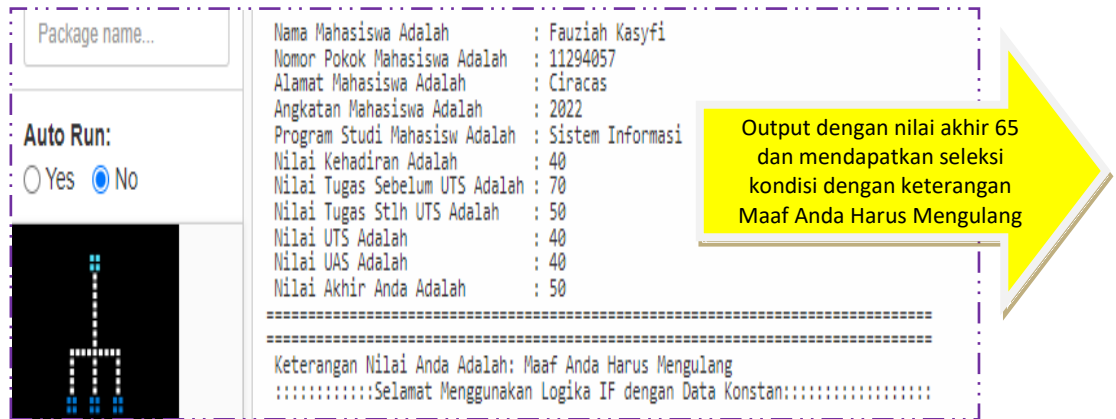 Package name...
Auto Run:
Yes No
Nama Mahasiswa Adalah : Fauziah Kasyfi
Nomor Pokok Mahasiswa Adalah : 11294057
Alamat Mahasiswa Adalah : Ciracas
Angkatan Mahasiswa Adalah : 2022
Program Studi Mahasisw Adalah : Sistem Informasi
Nilai Kehadiran Adalah : 40
Nilai Tugas Sebelum UTS Adalah : 70
Nilai Tugas Stlh UTS Adalah : 50
Nilai UTS Adalah : 40
Nilai UAS Adalah : 40
Nilai Akhir Anda Adalah : 50
================================================================================
================================================================================
Keterangan Nilai Anda Adalah: Maaf Anda Harus Mengulang
::::::::::::Selamat Menggunakan Logika IF dengan Data Konstan::::::::::::::::::
Output dengan nilai akhir 65
dan mendapatkan seleksi
kondisi dengan keterangan
Maaf Anda Harus Mengulang